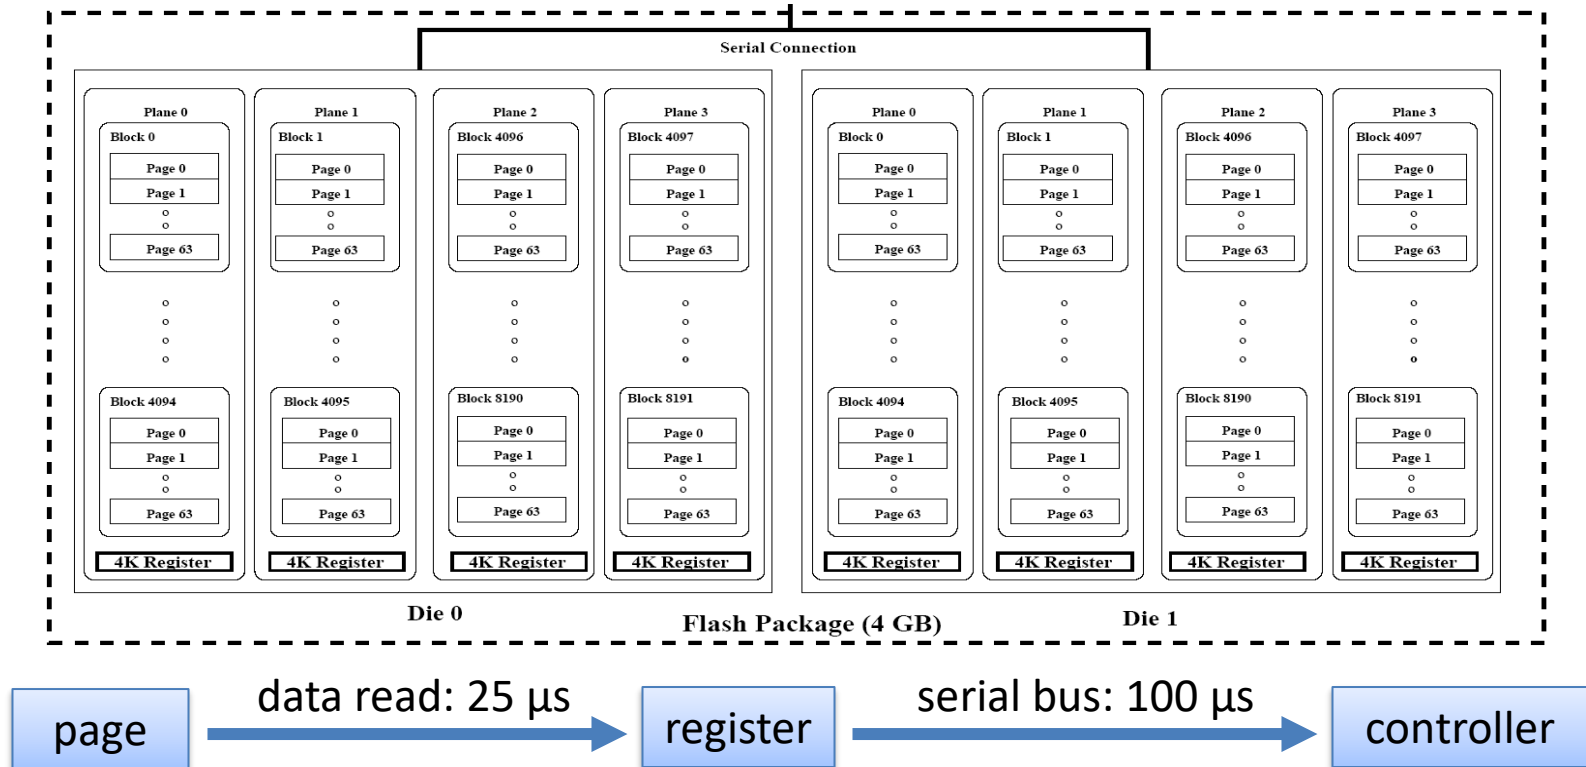 Serial Connection
Plane 0 Plane 1 Plane 2 Plane 3 Plane 0 Plane 1 Plane 2 Plane 3
Block 0 Block 1 Block 4096 Block 4097 Block 0 Block 1 Block 4096 Block 4097
Page 0 Page 0 Page 0 Page 0 Page 0 Page 0 Page 0 Page 0
Page 1 Page 1 Page 1 Page 1 Page 1 Page 1 Page 1 Page 1
Page 63 Page 63 Page 63 Page 63 Page 63 Page 63 Page 63 Page 63
Block 4094 Block 4095 Block 8190 Block 8191 Block 4094 Block 4095 Block 8190 Block 8191
Page 0 Page 0 Page 0 Page 0 Page 0 Page 0 Page 0 Page 0
Page 1 Page 1 Page 1 Page 1 Page 1 Page 1 Page 1 Page 1
Page 63 Page 63 Page 63 Page 63 Page 63 Page 63 Page 63 Page 63
4K Register 4K Register 4K Register 4K Register 4K Register 4K Register 4K Register 4K Register
Die 0 Flash Package (4 GB) Die 1
page data read: 25 µs register serial bus: 100 µs controller